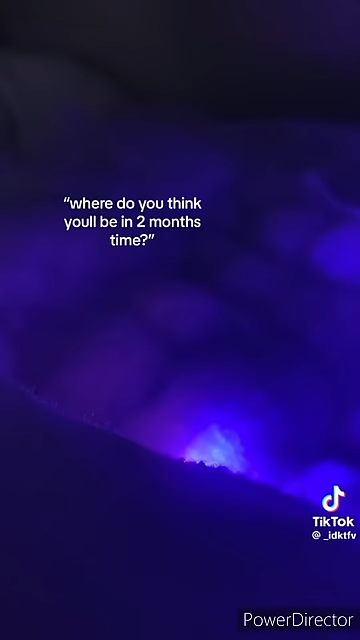 “where do you think
youll be in 2 months
time?”
TikTok
@ _idktfv
PowerDirector